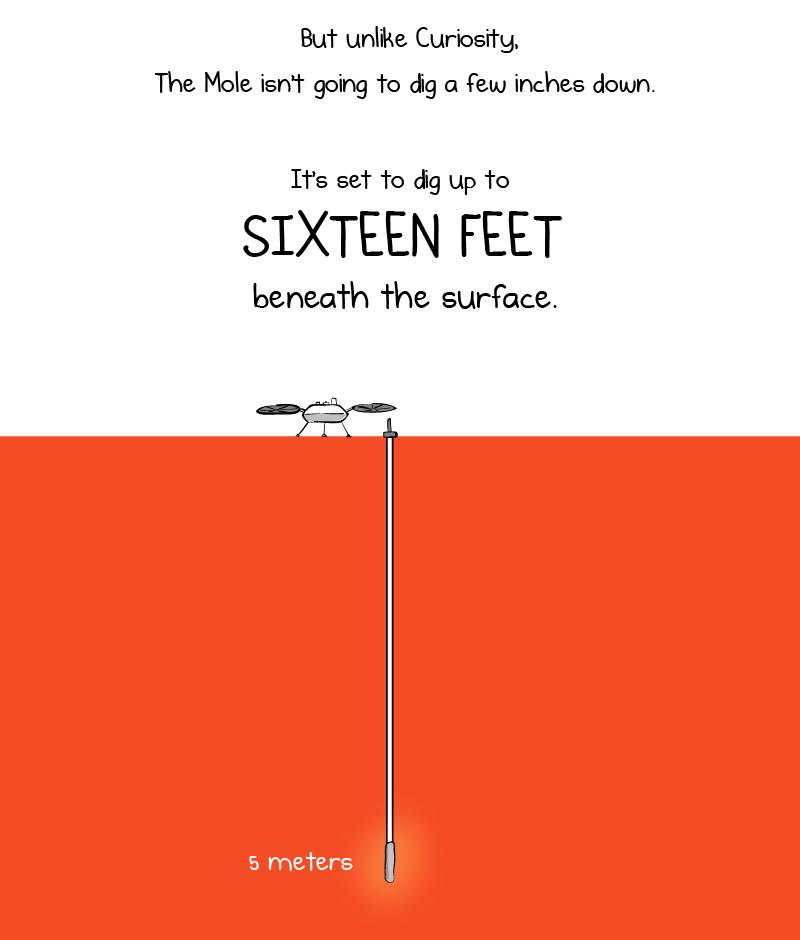 But unlike Curiosity,
The Mole isn't going to dig a few inches down.
It's set to dig up to
SIXTEEN FEET
beneath the surface.
5 meters